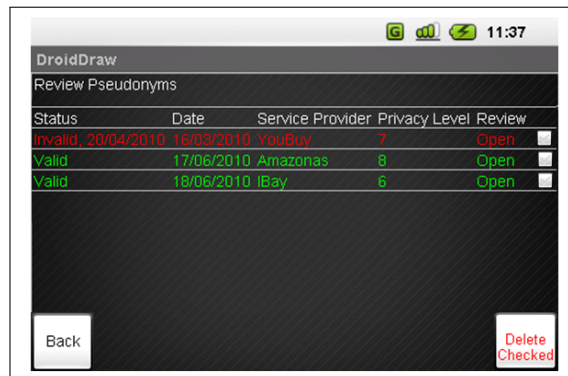 G 11:37
DroidDraw
Review Pseudonyms
Status Date Service Provider Privacy Level Review
Invalid, 20/04/2010 16/03/2010 YouBuy 7 Open
Valid 17/06/2010 Amazonas 8 Open
Valid 18/06/2010 IBay 6 Open
Back
Delete
Checked